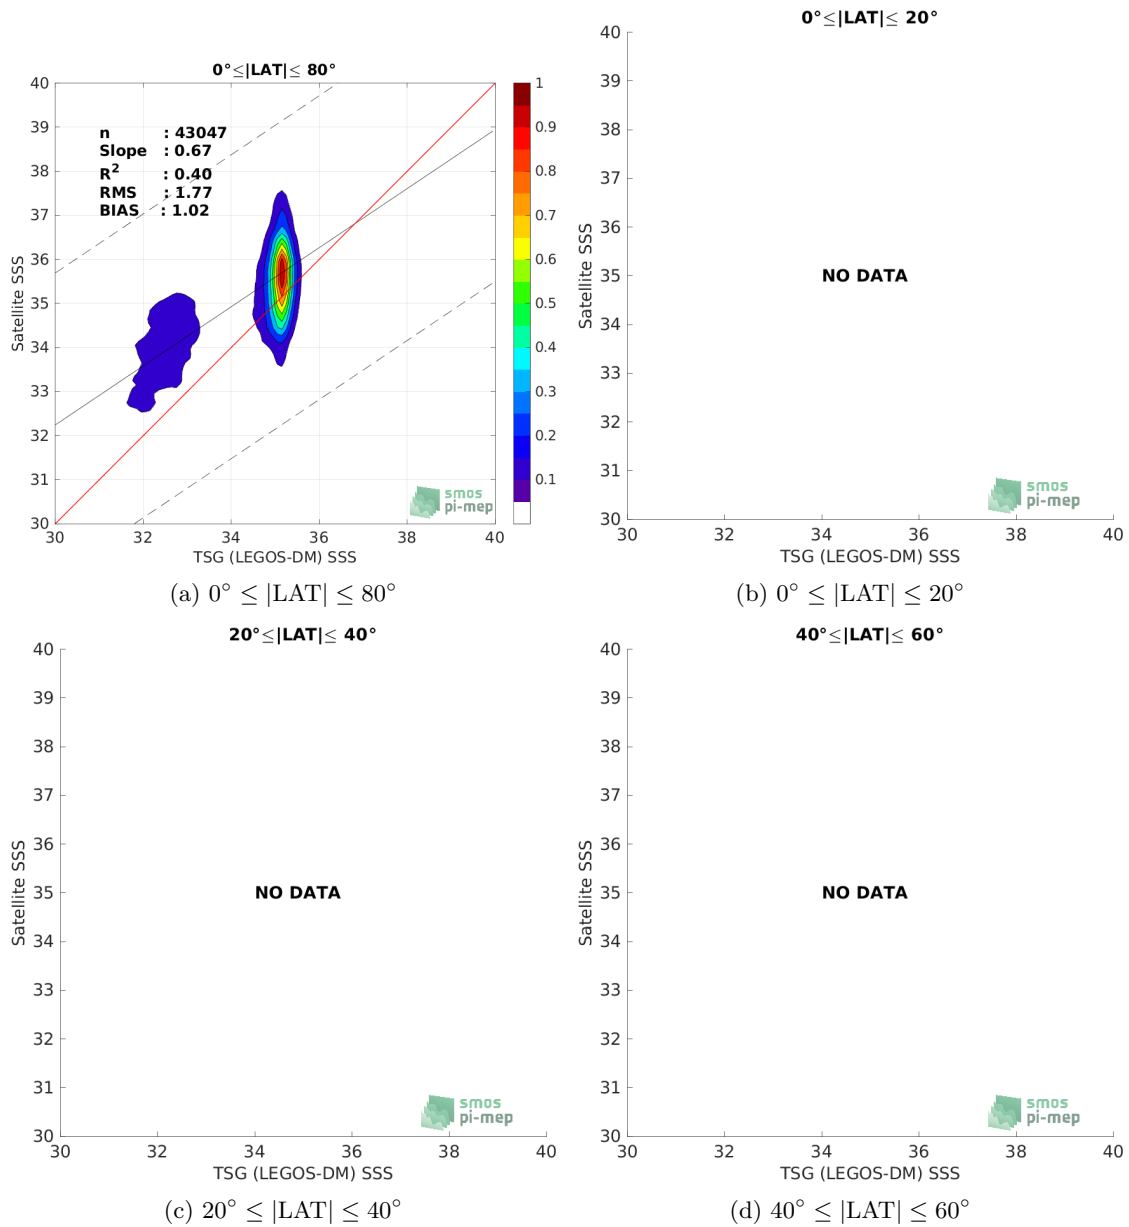 0°≤|LAT|≤ 80°
40
39
38
37
36
35
34
33
32
31
30
Satellite SSS
n : 43047
Slope : 0.67
R² : 0.40
RMS : 1.77
BIAS : 1.02
smos
pi-mep
30 32 34 36 38 40
TSG (LEGOS-DM) SSS
1
0.9
0.8
0.7
0.6
0.5
0.4
0.3
0.2
0.1
(a) 0° ≤ |LAT| ≤ 80°
0°≤|LAT|≤ 20°
40
39
38
37
36
35
34
33
32
31
30
Satellite SSS
NO DATA
smos
pi-mep
30 32 34 36 38 40
TSG (LEGOS-DM) SSS
(b) 0° ≤ |LAT| ≤ 20°
20°≤|LAT|≤ 40°
40
39
38
37
36
35
34
33
32
31
30
Satellite SSS
NO DATA
smos
pi-mep
30 32 34 36 38 40
TSG (LEGOS-DM) SSS
(c) 20° ≤ |LAT| ≤ 40°
40°≤|LAT|≤ 60°
40
39
38
37
36
35
34
33
32
31
30
Satellite SSS
NO DATA
smos
pi-mep
30 32 34 36 38 40
TSG (LEGOS-DM) SSS
(d) 40° ≤ |LAT| ≤ 60°